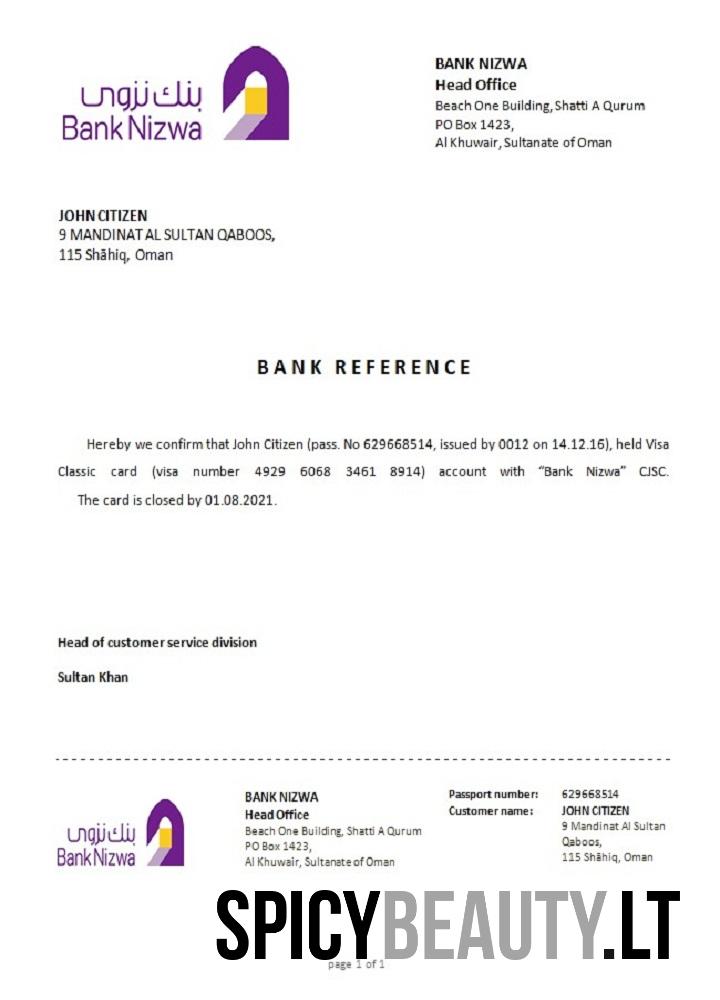 بنك نزوى
Bank Nizwa
BANK NIZWA
Head Office
Beach One Building, Shatti A Qurum
PO Box 1423,
Al Khuwair, Sultanate of Oman
JOHN CITIZEN
9 MANDINAT AL SULTAN QABOOS,
115 Shāhiq, Oman
BANK REFERENCE
Hereby we confirm that John Citizen (pass. No 629668514, issued by 0012 on 14.12.16), held Visa
Classic card (visa number 4929 6068 3461 8914) account with “Bank Nizwa” CJSC.
The card is closed by 01.08.2021.
Head of customer service division
Sultan Khan
بنك نزوى
Bank Nizwa
BANK NIZWA
Head Office
Beach One Building, Shatti A Qurum
PO Box 1423,
Al Khuwair, Sultanate of Oman
Passport number: 629668514
Customer name: JOHN CITIZEN
9 Mandinat Al Sultan
Qaboos,
115 Shāhiq, Oman
SPICYBEAUTY.LT
page 1 of 1